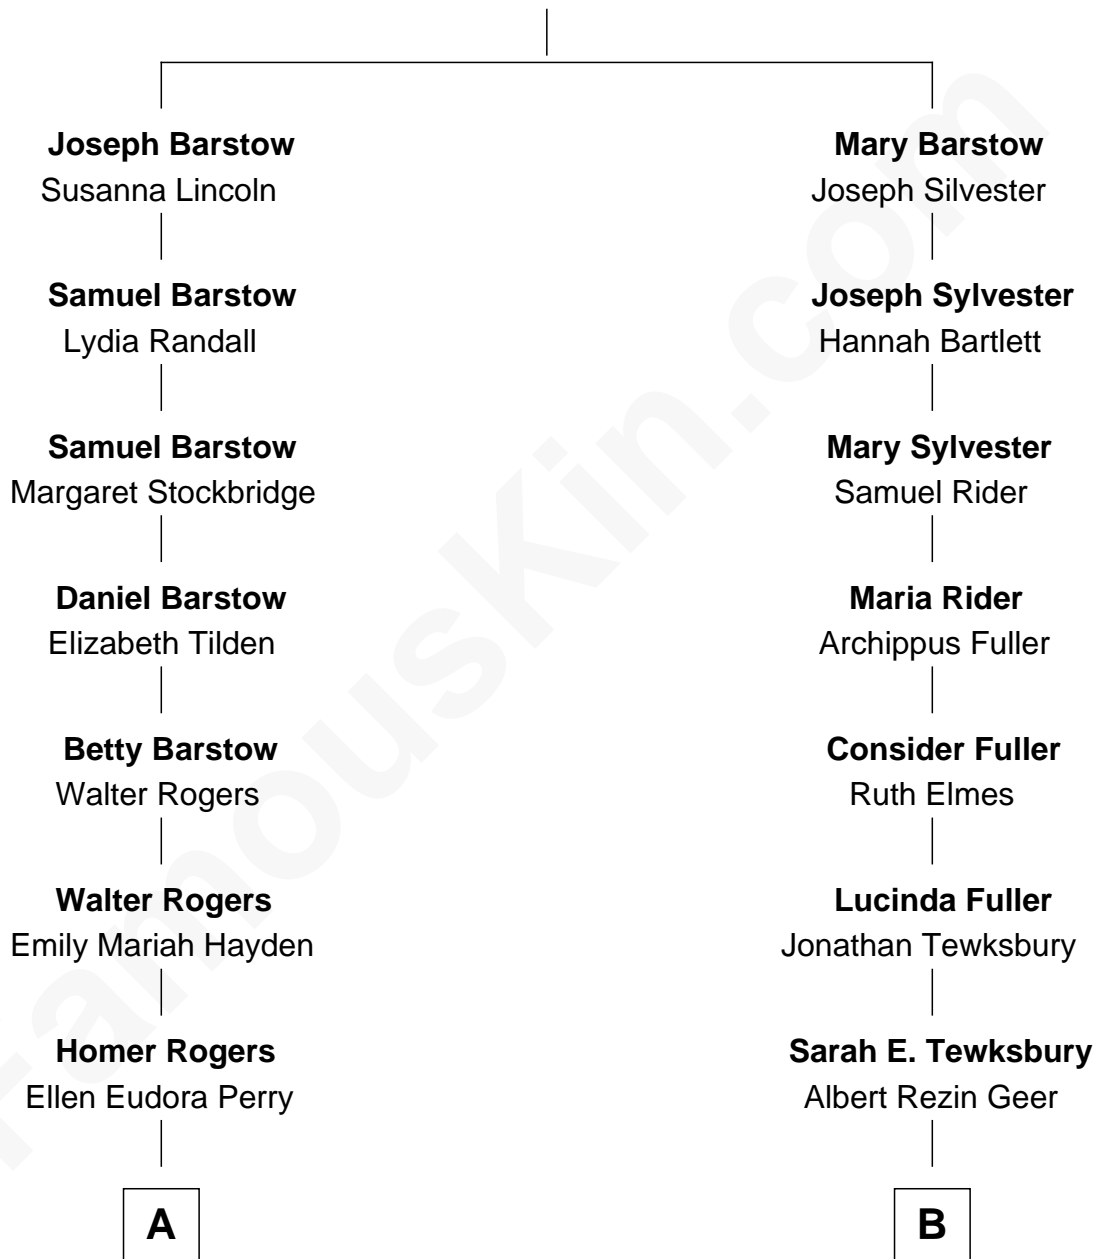 Joseph Barstow
Susanna Lincoln
Samuel Barstow
Lydia Randall
Samuel Barstow
Margaret Stockbridge
Daniel Barstow
Elizabeth Tilden
Betty Barstow
Walter Rogers
Walter Rogers
Emily Mariah Hayden
Homer Rogers
Ellen Eudora Perry
A
Mary Barstow
Joseph Silvester
Joseph Sylvester
Hannah Bartlett
Mary Sylvester
Samuel Rider
Maria Rider
Archippus Fuller
Consider Fuller
Ruth Elmes
Lucinda Fuller
Jonathan Tewksbury
Sarah E. Tewksbury
Albert Rezin Geer
B
FamousKin.com